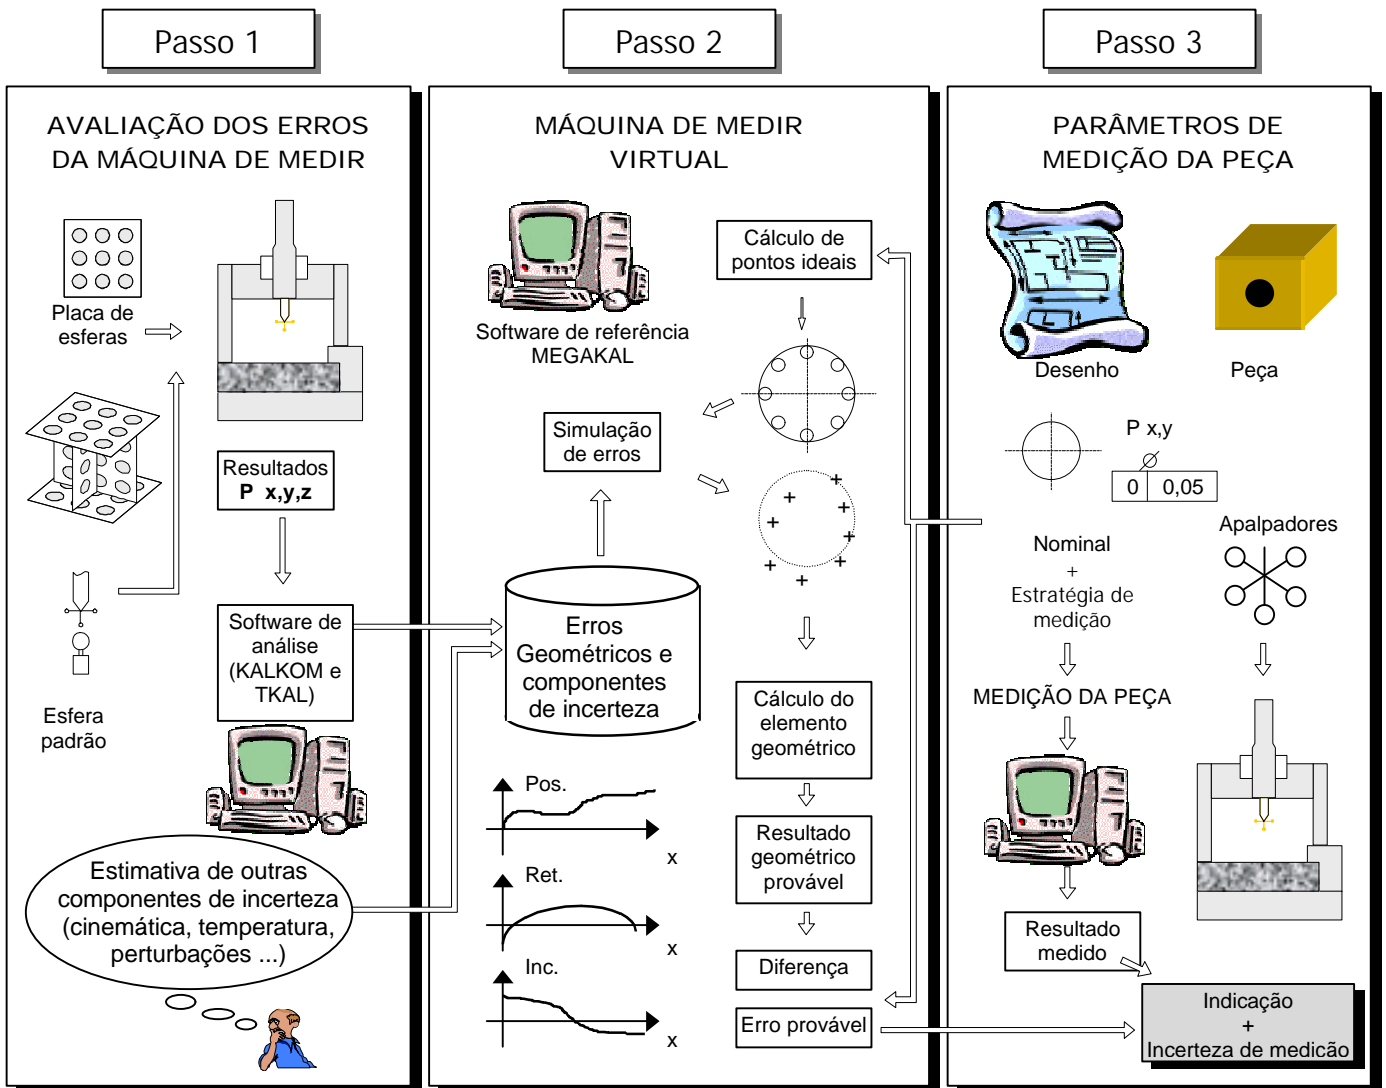 Passo 1
Passo 2
Passo 3
AVALIAÇÃO DOS ERROS
DA MÁQUINA DE MEDIR
Placa de
esferas
Resultados
P x,y,z
Software de
análise
(KALKOM e
TKAL)
Esfera
padrão
Estimativa de outras
componentes de incerteza
(cinemática, temperatura,
perturbações ...)
MÁQUINA DE MEDIR
VIRTUAL
Software de referência
MEGAKAL
Cálculo de
pontos ideais
Simulação
de erros
Erros
Geométricos e
componentes
de incerteza
Pos.
x
Ret.
x
Inc.
x
Cálculo do
elemento
geométrico
Resultado
geométrico
provável
Diferença
Erro provável
PARÂMETROS DE
MEDIÇÃO DA PEÇA
Desenho
Peça
P x,y
0 0,05
Nominal
+
Estratégia de
medição
Apalpadores
MEDIÇÃO DA PEÇA
Resultado
medido
Indicação
+
Incerteza de medicão